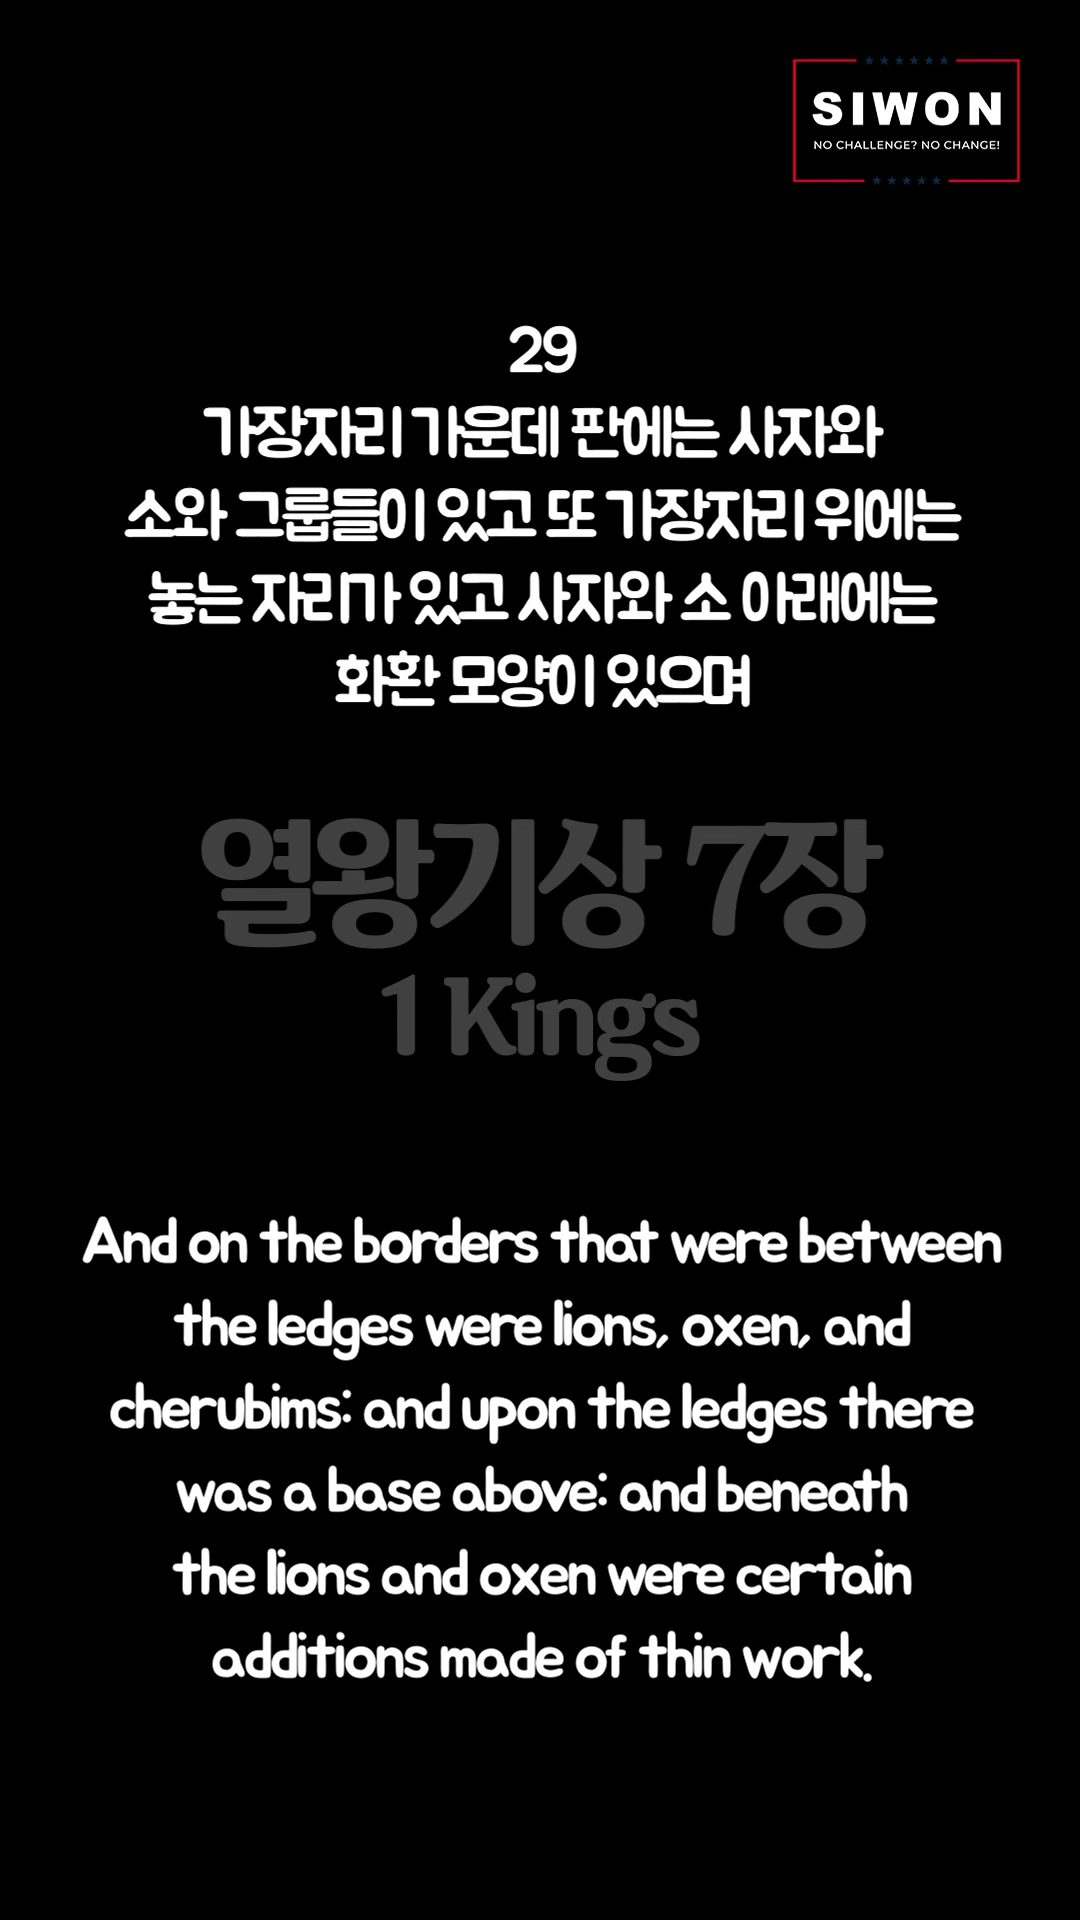 SIWON
NO CHALLENGE? NO CHANGE!
29
가장자리 가운데 판에는 사자와
소와 그룹들이 있고 또 가장자리 위에는
놓는 자리가 있고 사자와 소 아래에는
화환 모양이 있으며
열왕기상 7장
1 Kings
And on the borders that were between
the ledges were lions, oxen, and
cherubims: and upon the ledges there
was a base above: and beneath
the lions and oxen were certain
additions made of thin work.